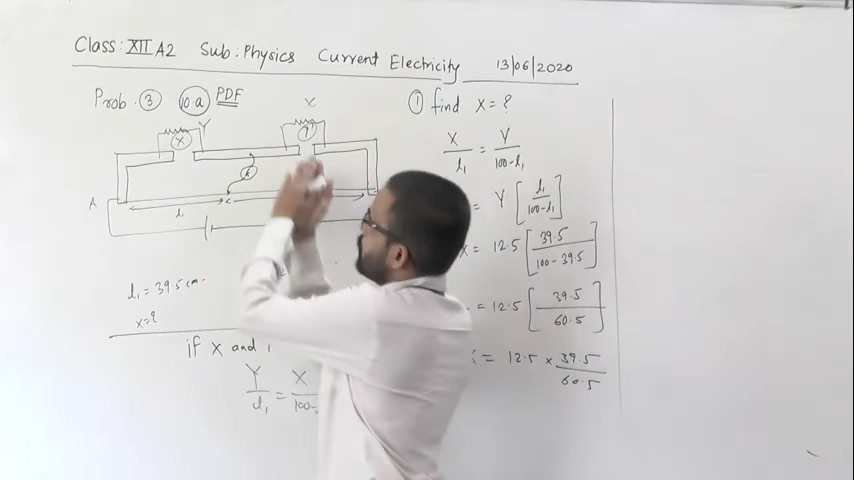 Class: XII A2 Sub: Physics Current Electricity 13/06/2020
Prob. 3 10.a PDF
X
Y
X
Y
A
l₁
c
l₁ = 39.5 cm
x = ?
if X and
Y/l₁ = X/100-
① find X = ?
X/l₁ = Y/100-l₁
= Y [l₁/100-l₁]
= 12.5 [39.5/100-39.5]
= 12.5 [39.5/60.5]
= 12.5 × 39.5/60.5